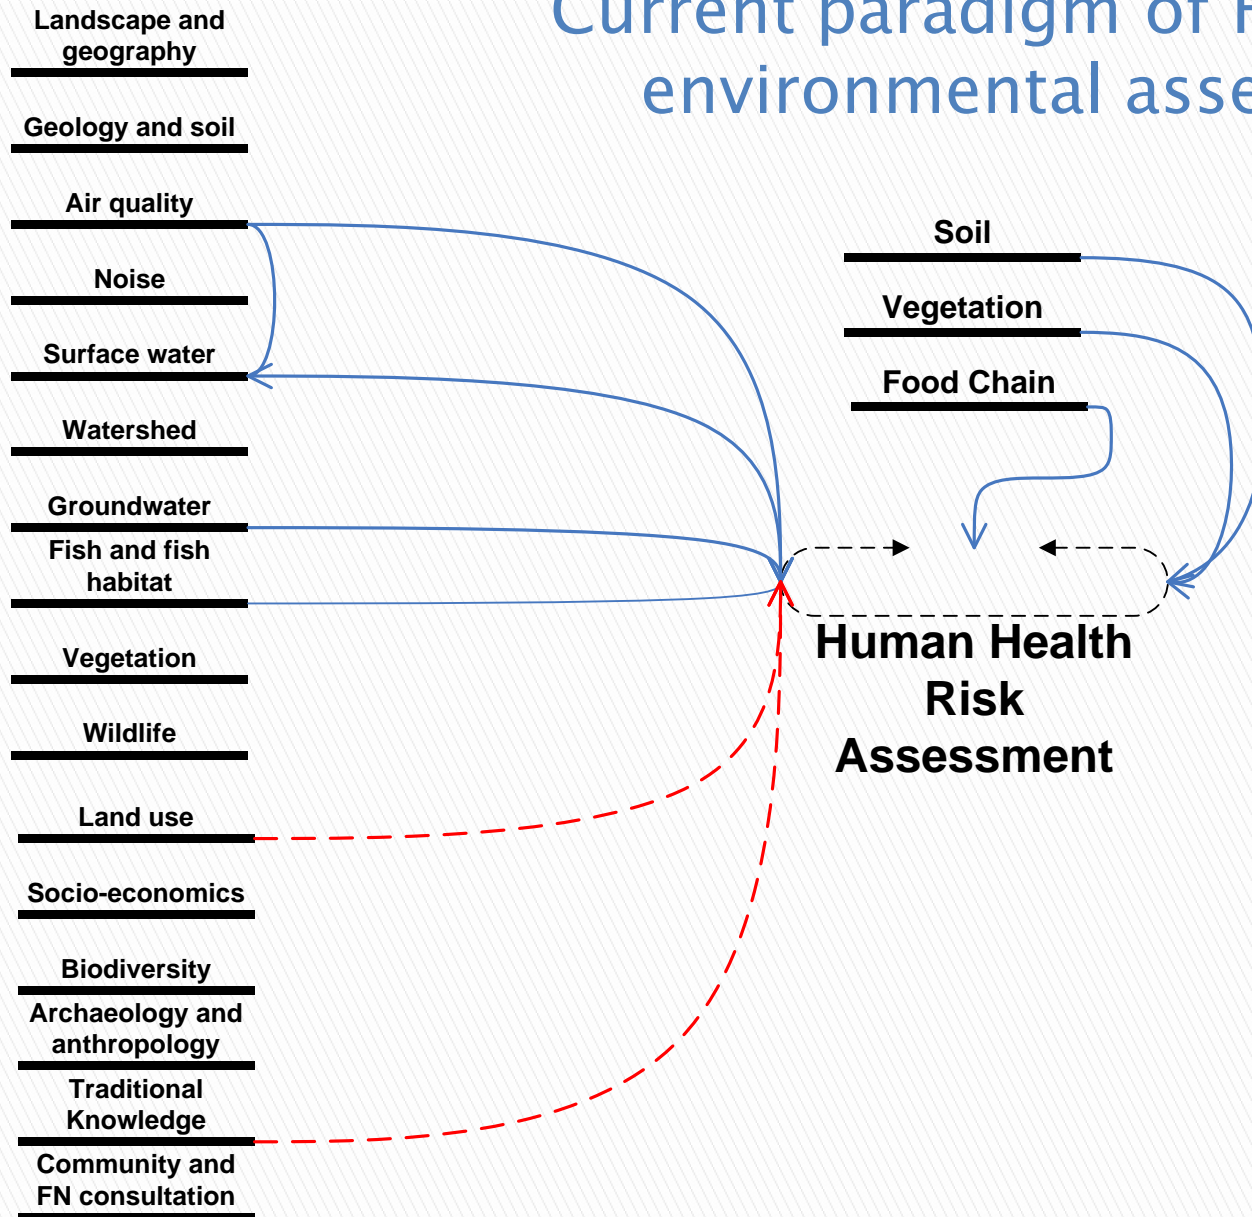 Current paradigm of
environmental
Landscape and
geography
Geology and soil
Air quality
Noise
Surface water
Watershed
Groundwater
Fish and fish
habitat
Vegetation
Wildlife
Land use
Socio-economics
Biodiversity
Archaeology and
anthropology
Traditional
Knowledge
Community and
FN consultation
Soil
Vegetation
Food Chain
Human Health
Risk
Assessment